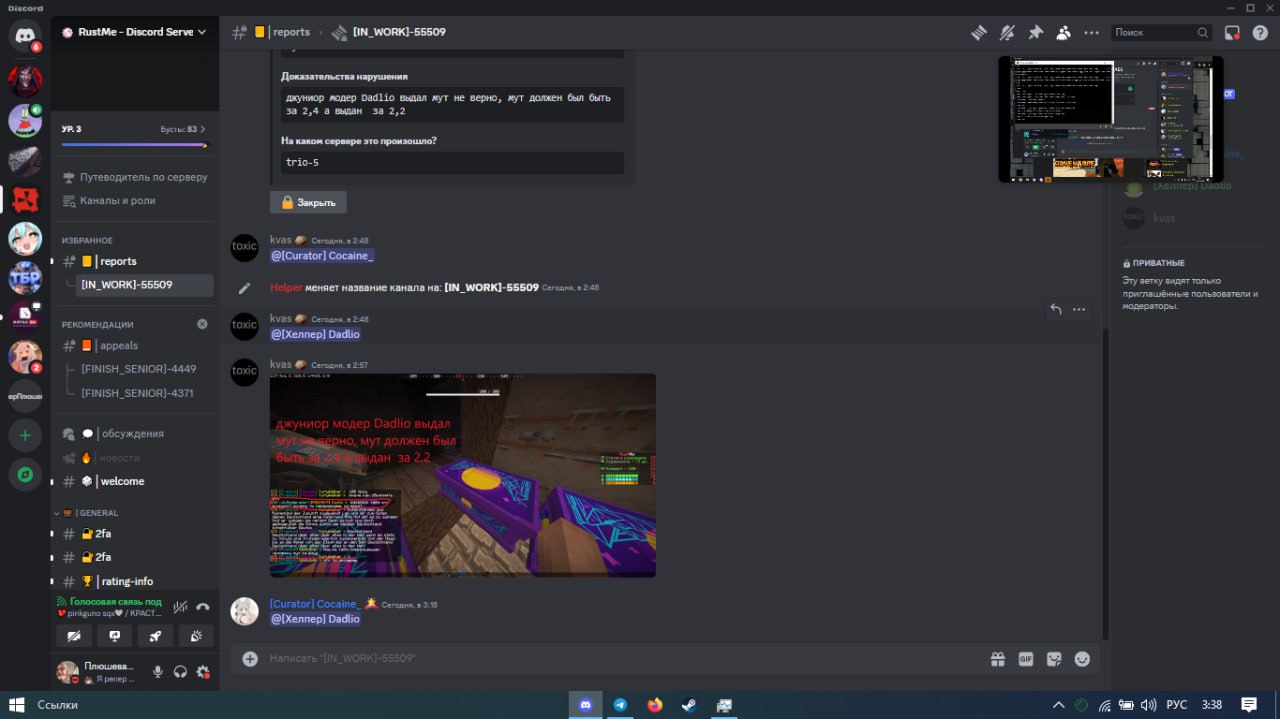 Discord
RustMe - Discord Serve
reports
[IN_WORK]-55509
Поиск
УР. 3
Бусты: 83
Путеводитель по серверу
Каналы и роли
ИЗБРАННОЕ
reports
[IN_WORK]-55509
РЕКОМЕНДАЦИИ
appeals
[FINISH_SENIOR]-4449
[FINISH_SENIOR]-4371
обсуждения
новости
welcome
GENERAL
2fa
2fa
rating-info
Голосовая связь под
pinkguno sqx / КРАСТ
Плюшева...
Я репер
Доказательства нарушения
джуниор модер Dadlio выдал мут не верно, мут должен был быть
за 2,4 а выдан за 2,2
На каком сервере это произошло?
trio-5
Закрыть
toxic
kvas Сегодня, в 2:48
@[Curator] Cocaine_
Helper меняет название канала на: [IN_WORK]-55509 Сегодня, в 2:48
toxic
kvas Сегодня, в 2:48
@[Хелпер] Dadlio
toxic
kvas Сегодня, в 2:57
джуниор модер Dadlio выдал
мут не верно, мут должен был
быть за 2,4 а выдан за 2.2
[Curator] Cocaine_ Сегодня, в 3:18
@[Хелпер] Dadlio
Написать "[IN_WORK]-55509"
GIF
[Хелпер] Dadlio
toxic
kvas
ПРИВАТНЫЕ
Эту ветку видят только
приглашённые пользователи и
модераторы.
Ссылки
РУС
3:38